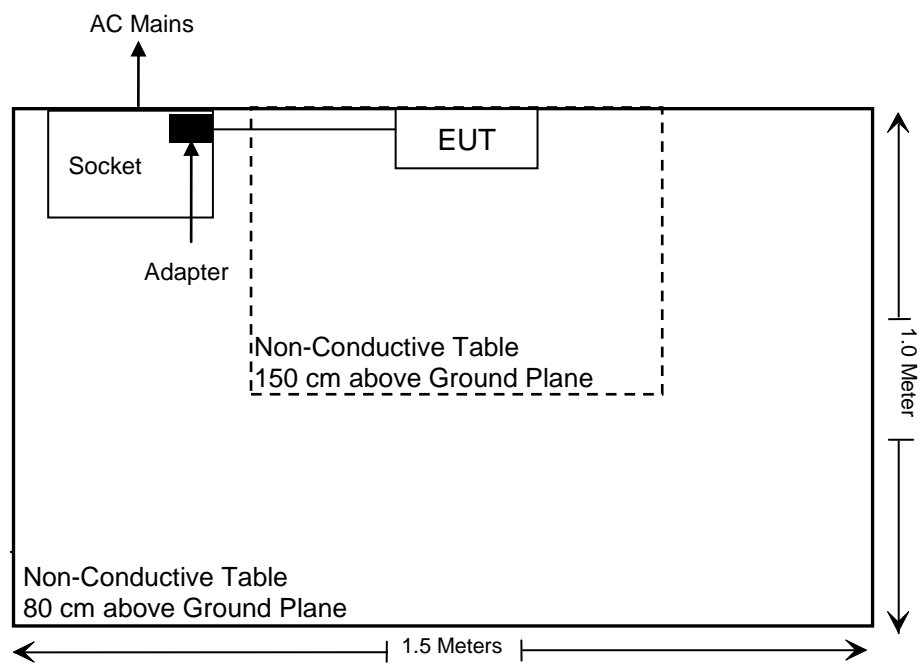 AC Mains
EUT
Socket
Adapter
Non-Conductive Table
150 cm above Ground Plane
1.0 Meter
Non-Conductive Table
80 cm above Ground Plane
1.5 Meters